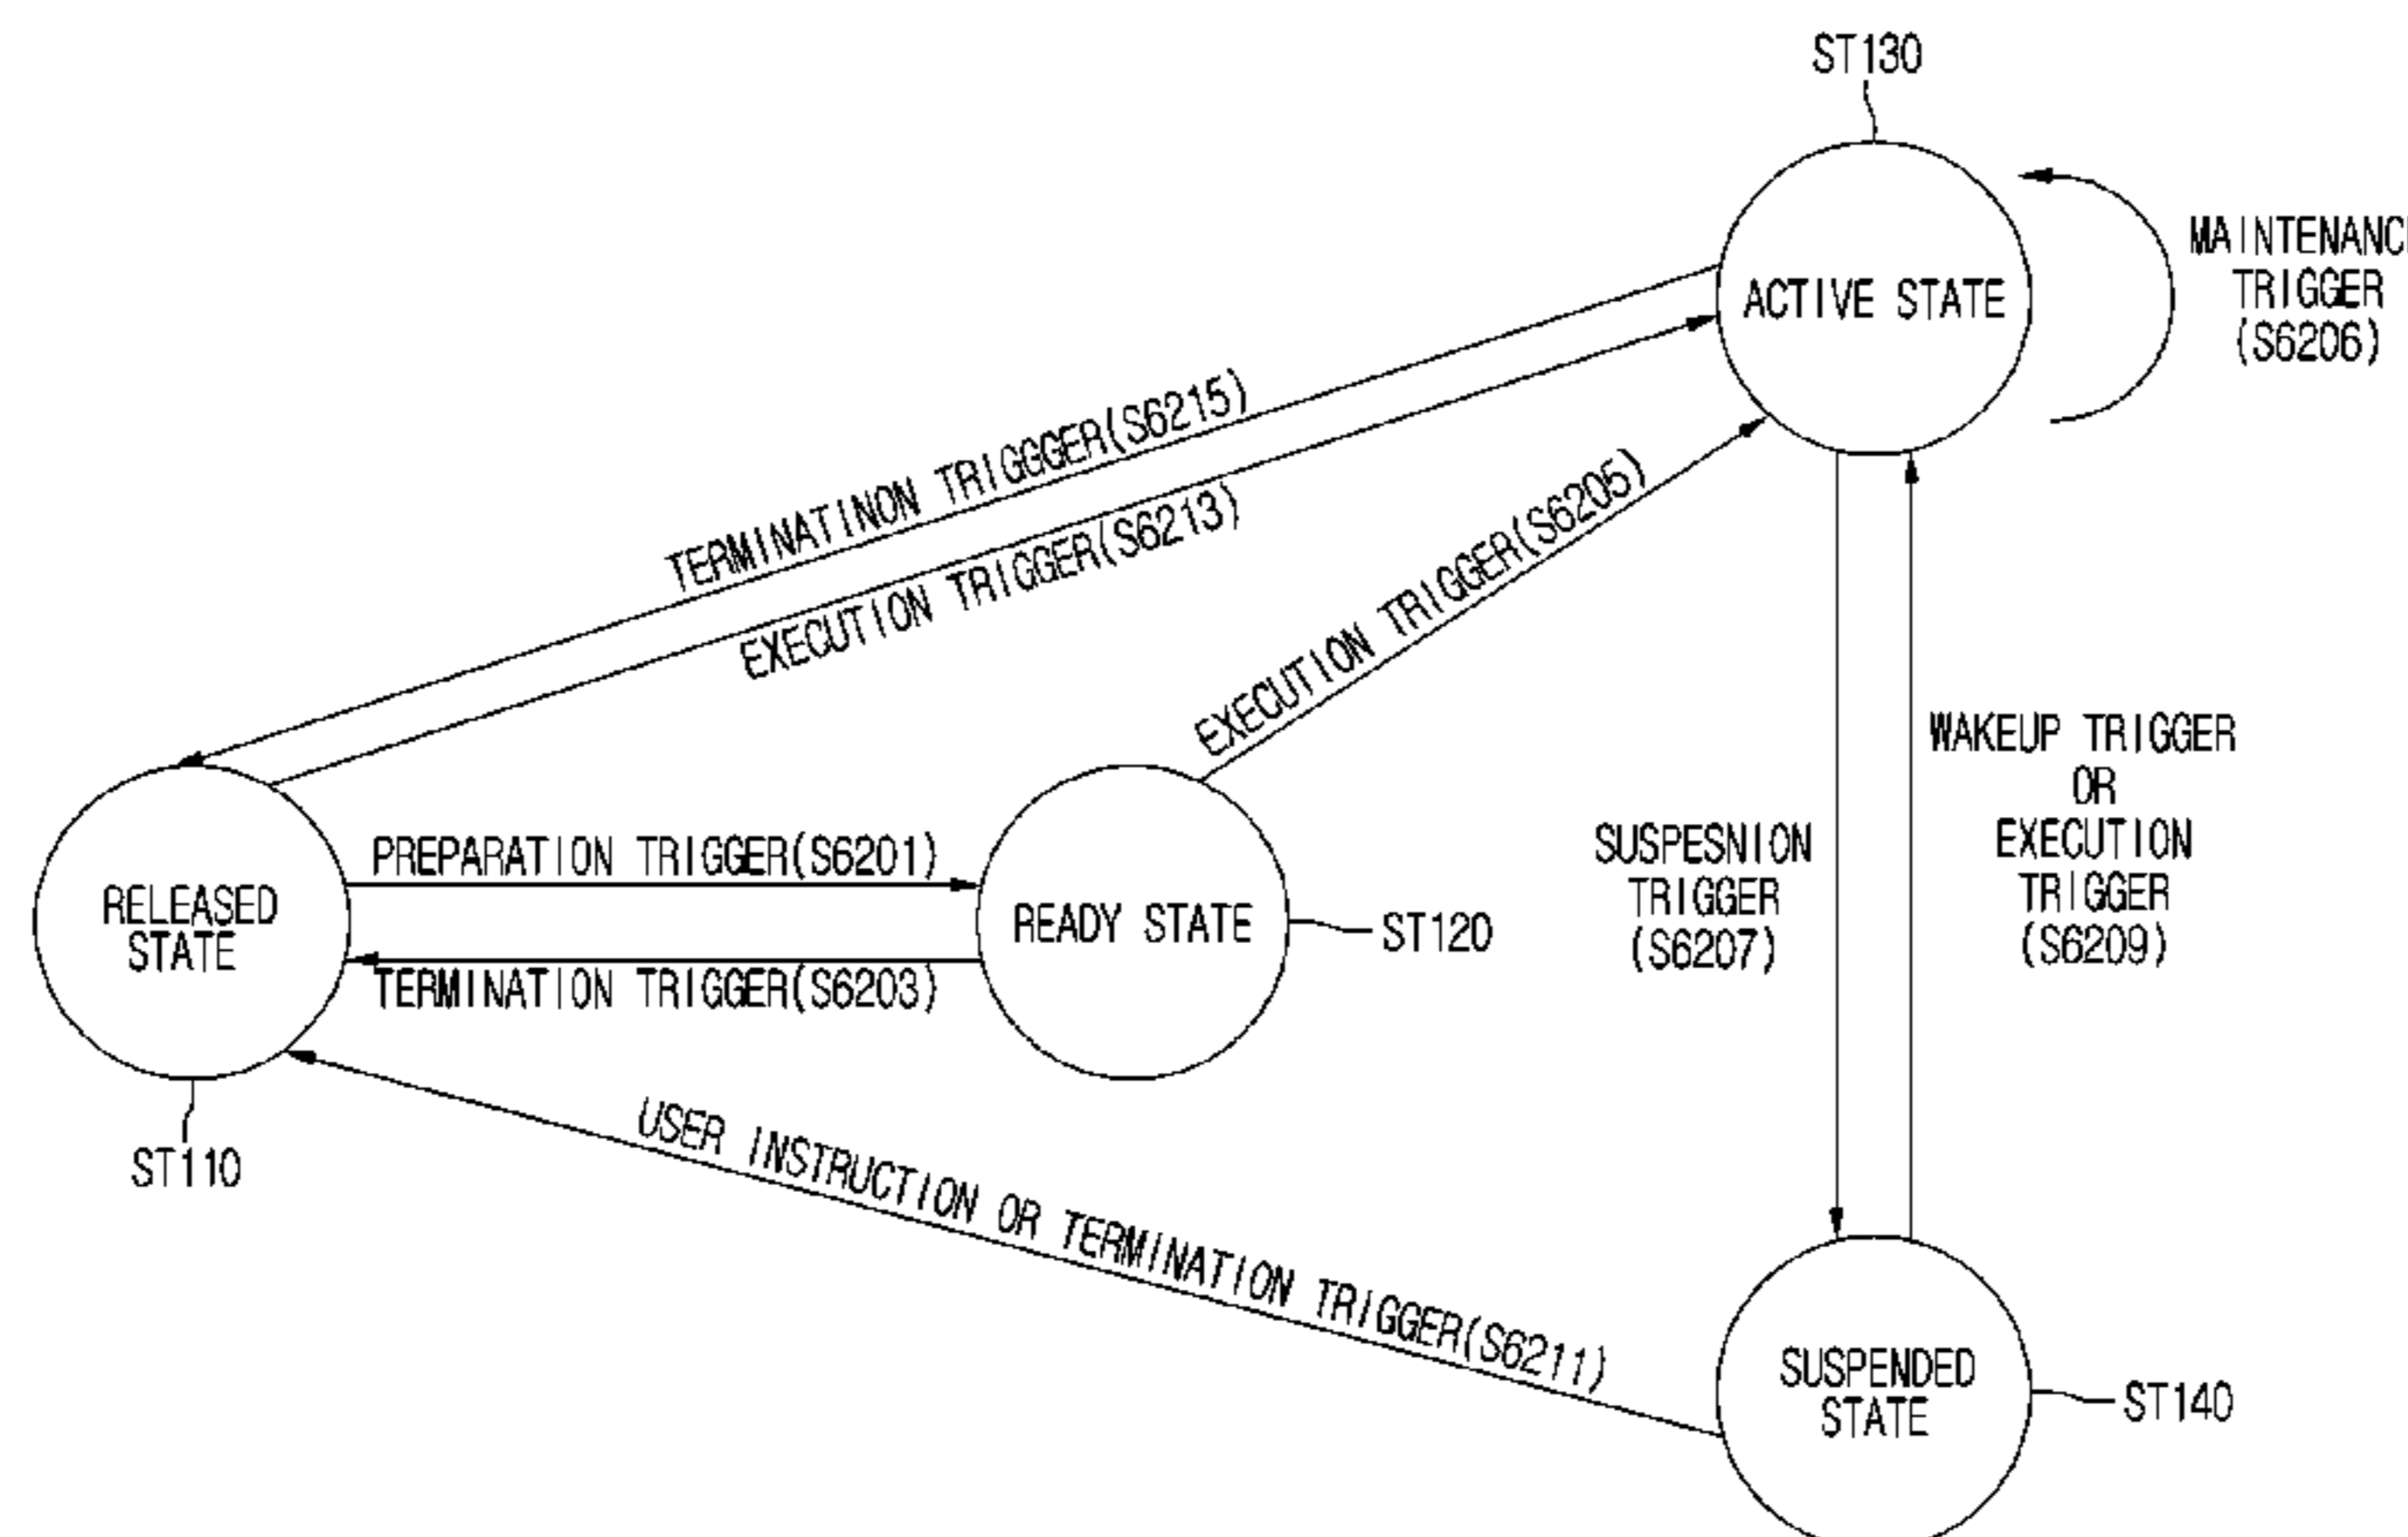 ST130
ACTIVE STATE
MAINTENANC
TRIGGER
(S6206)
TERMINATINON TRIGGGER(S6215)
EXECUTION TRIGGER(S6213)
EXECUTION TRIGGER(S6205)
WAKEUP TRIGGER
OR
EXECUTION
TRIGGER
(S6209)
SUSPESNION
TRIGGER
(S6207)
PREPARATION TRIGGER(S6201)
RELEASED
STATE
READY STATE
ST120
TERMINATION TRIGGER(S6203)
ST110
USER INSTRUCTION OR TERMINATION TRIGGER(S6211)
SUSPENDED
STATE
ST140